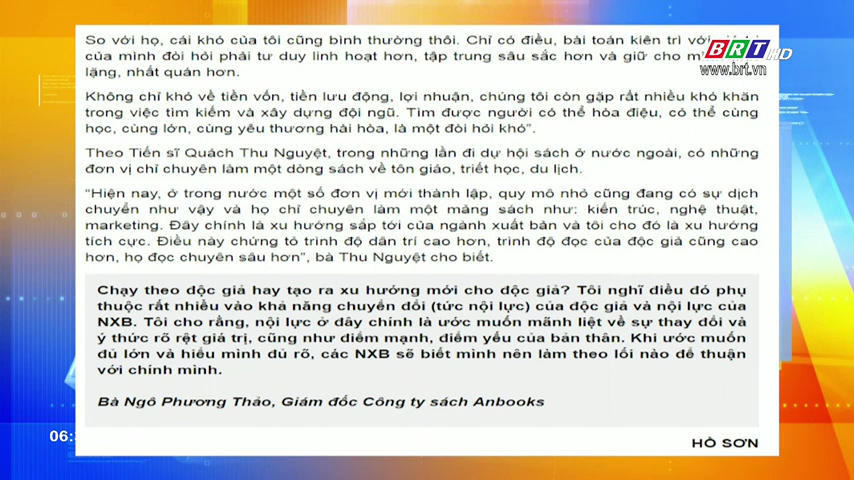 So với họ, cái khó của tôi cũng bình thường thôi. Chỉ có điều, bài toán kiên trì với
của mình đòi hỏi phải tư duy linh hoạt hơn, tập trung sâu sắc hơn và giữ cho
lặng, nhất quán hơn.
BRT HD
www.brt.vn
Không chỉ khó về tiền vốn, tiền lưu động, lợi nhuận, chúng tôi còn gặp rất nhiều khó khăn
trong việc tìm kiếm và xây dựng đội ngũ. Tìm được người có thể hòa điệu, có thể cùng
học, cùng lớn, cùng yêu thương hài hòa, là một đòi hỏi khó”.
Theo Tiến sĩ Quách Thu Nguyệt, trong những lần đi dự hội sách ở nước ngoài, có những
đơn vị chỉ chuyên làm một dòng sách về tôn giáo, triết học, du lịch.
“Hiện nay, ở trong nước một số đơn vị mới thành lập, quy mô nhỏ cũng đang có sự dịch
chuyển như vậy và họ chỉ chuyên làm một mảng sách như: kiến trúc, nghệ thuật,
marketing. Đây chính là xu hướng sắp tới của ngành xuất bản và tôi cho đó là xu hướng
tích cực. Điều này chứng tỏ trình độ dân trí cao hơn, trình độ đọc của độc giả cũng cao
hơn, họ đọc chuyên sâu hơn”, bà Thu Nguyệt cho biết.
Chạy theo độc giả hay tạo ra xu hướng mới cho độc giả? Tôi nghĩ điều đó phụ
thuộc rất nhiều vào khả năng chuyển đổi (tức nội lực) của độc giả và nội lực của
NXB. Tôi cho rằng, nội lực ở đây chính là ước muốn mãnh liệt về sự thay đổi và
ý thức rõ rệt giá trị, cũng như điểm mạnh, điểm yếu của bản thân. Khi ước muốn
đủ lớn và hiểu mình đủ rõ, các NXB sẽ biết mình nên làm theo lối nào để thuận
với chính mình.
Bà Ngô Phương Thảo, Giám đốc Công ty sách Anbooks
06:
HỒ SƠN